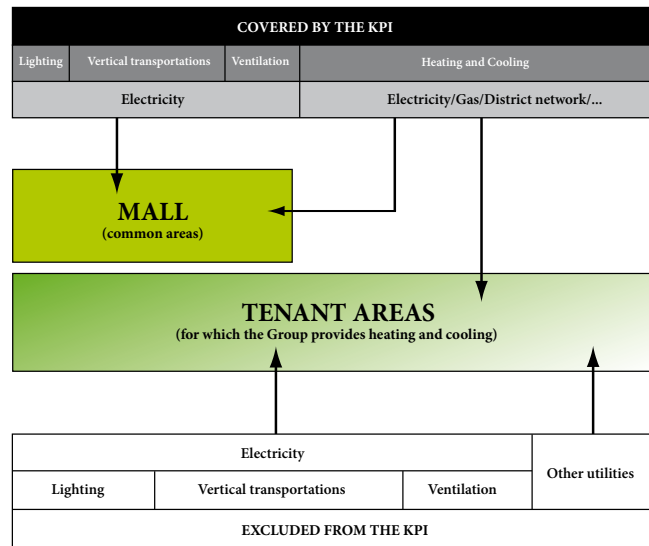 COVERED BY THE KPI
Lighting
Vertical transportations
Ventilation
Heating and Cooling
Electricity
Electricity/Gas/District network/...
MALL
(common areas)
TENANT AREAS
(for which the Group provides heating and cooling)
Electricity
Other utilities
Lighting
Vertical transportations
Ventilation
EXCLUDED FROM THE KPI